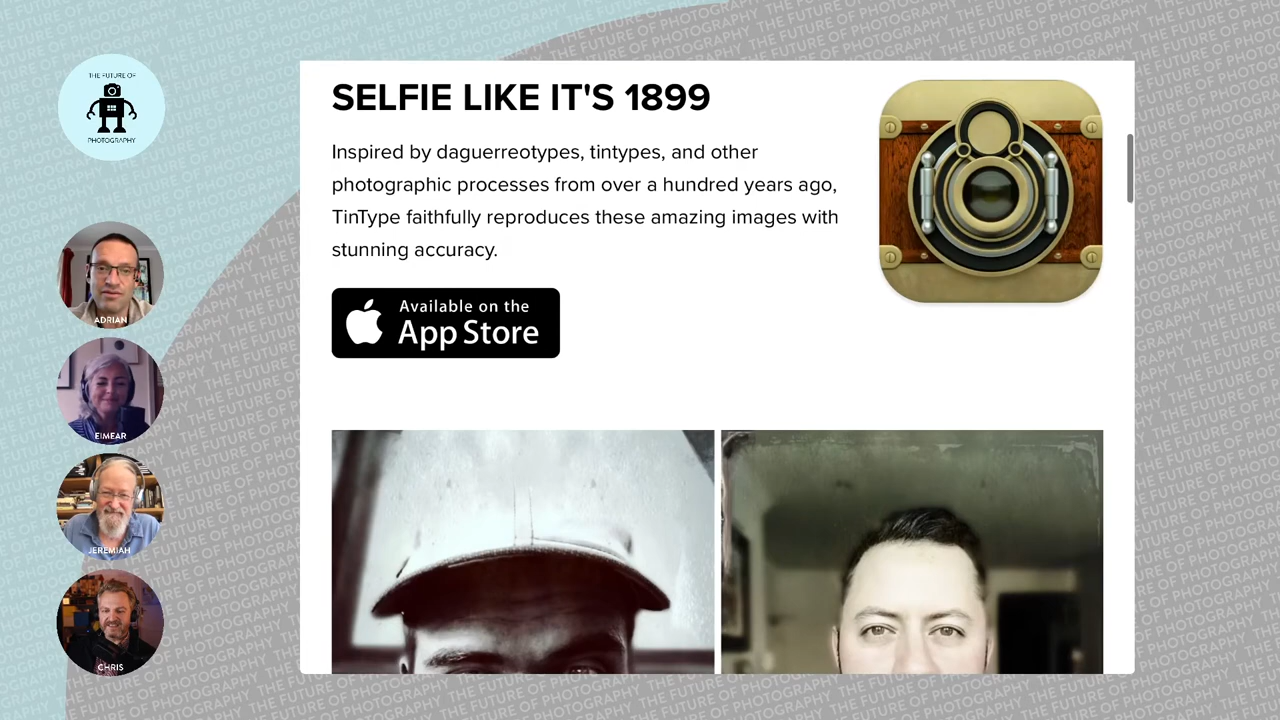 THE FUTURE OF
PHOTOGRAPHY
ADRIAN
EIMEAR
JEREMIAH
CHRIS
SELFIE LIKE IT'S 1899
Inspired by daguerreotypes, tintypes, and other
photographic processes from over a hundred years ago,
TinType faithfully reproduces these amazing images with
stunning accuracy.
Available on the
App Store
THE FUTURE OF PHOTOGRAPHY